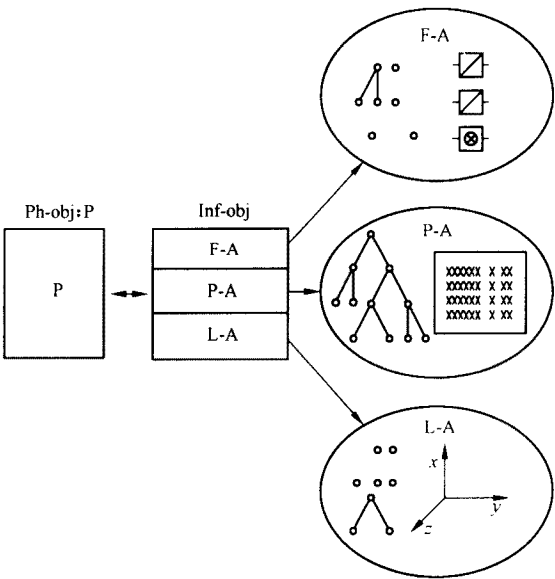 F-A
Ph-obj:P
Inf-obj
P
F-A
P-A
L-A
P-A
XXXXXX X XX
XXXXXX X XX
XXXXXX X XX
XXXXXX X XX
L-A
x
y
z